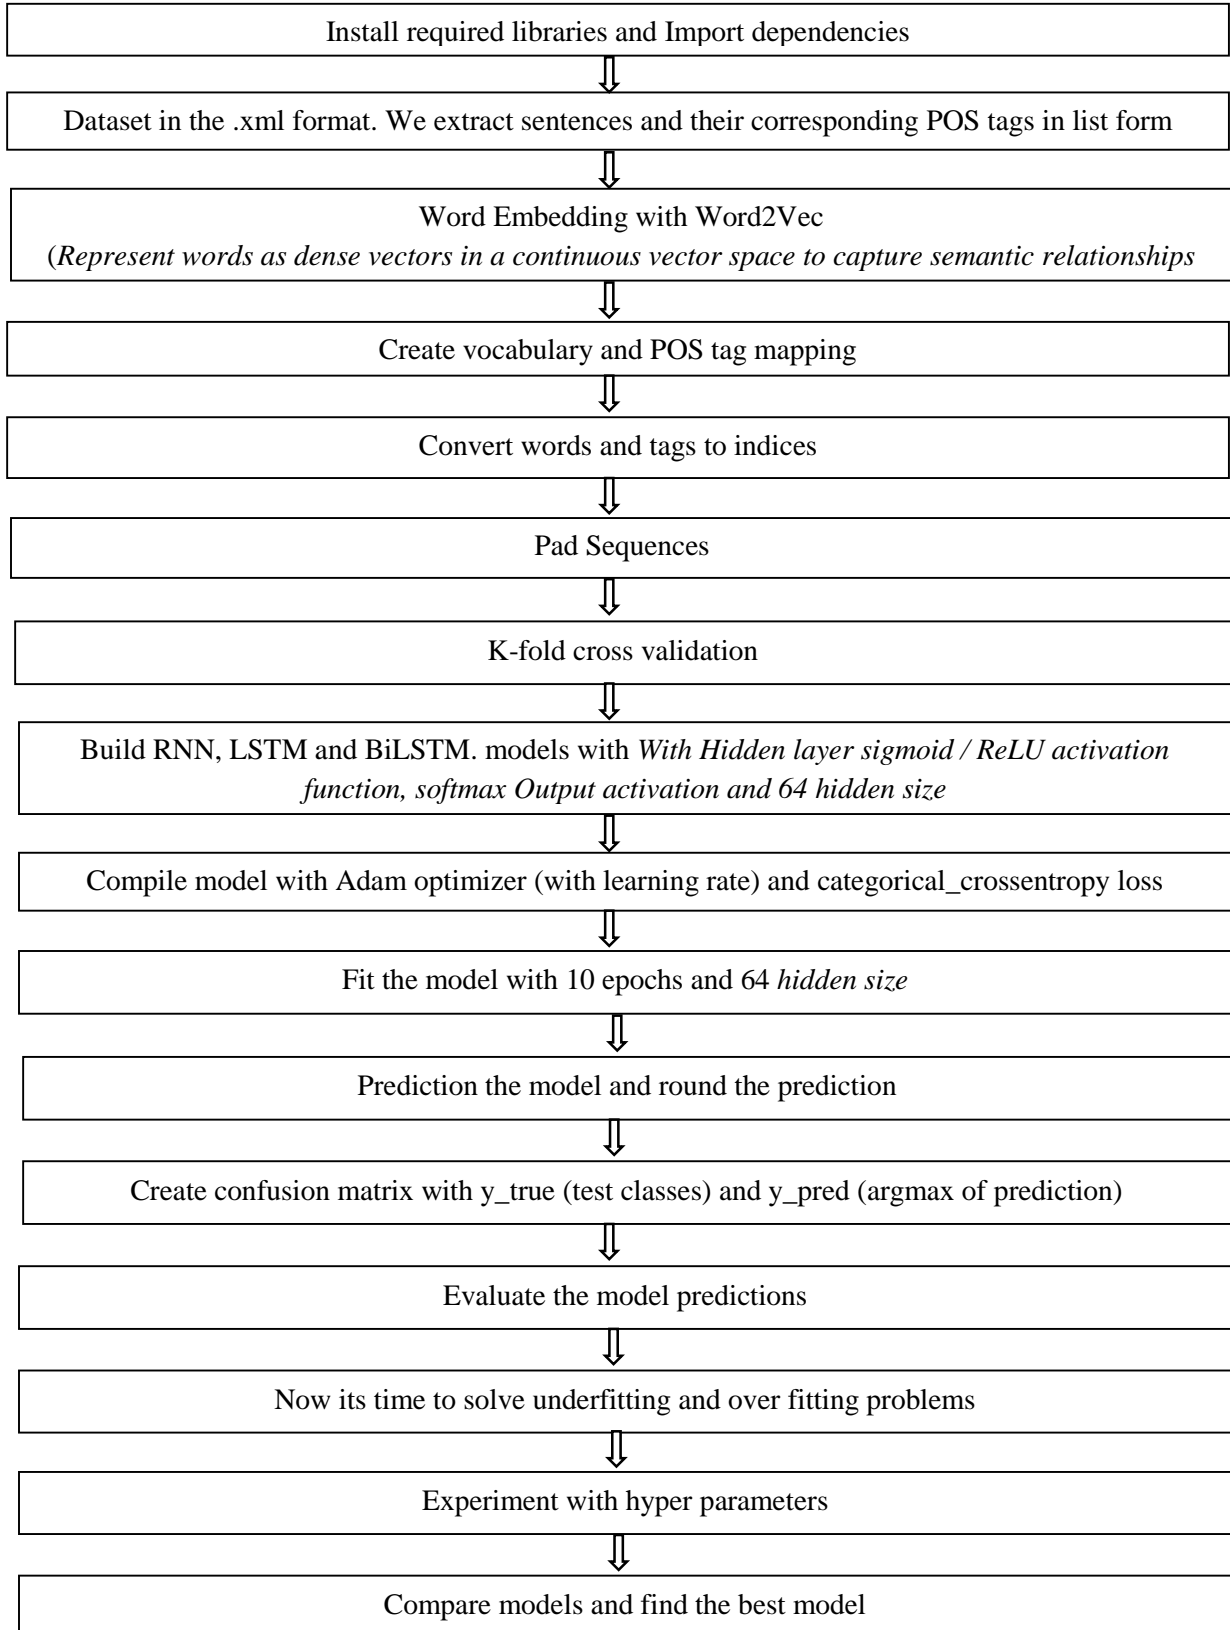 Install required libraries and Import dependencies
Dataset in the .xml format. We extract sentences and their corresponding POS tags in list form
Word Embedding with Word2Vec
(Represent words as dense vectors in a continuous vector space to capture semantic relationships
Create vocabulary and POS tag mapping
Convert words and tags to indices
Pad Sequences
K-fold cross validation
Build RNN, LSTM and BiLSTM. models with With Hidden layer sigmoid / ReLU activation
function, softmax Output activation and 64 hidden size
Compile model with Adam optimizer (with learning rate) and categorical_crossentropy loss
Fit the model with 10 epochs and 64 hidden size
Prediction the model and round the prediction
Create confusion matrix with y_true (test classes) and y_pred (argmax of prediction)
Evaluate the model predictions
Now its time to solve underfitting and over fitting problems
Experiment with hyper parameters
Compare models and find the best model